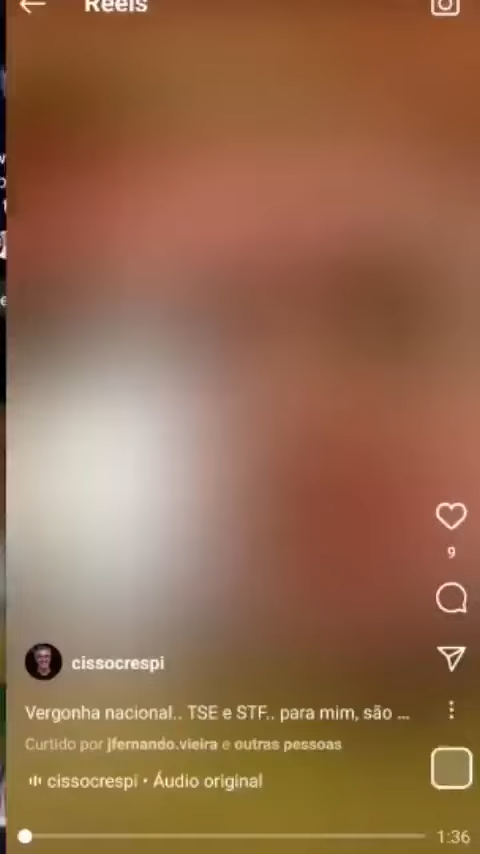 Reels
9
cissocrespi
Vergonha nacional.. TSE e STF.. para mim, são ...
Curtido por jfernando.vieira e outras pessoas
cissocrespi • Áudio original
1:36